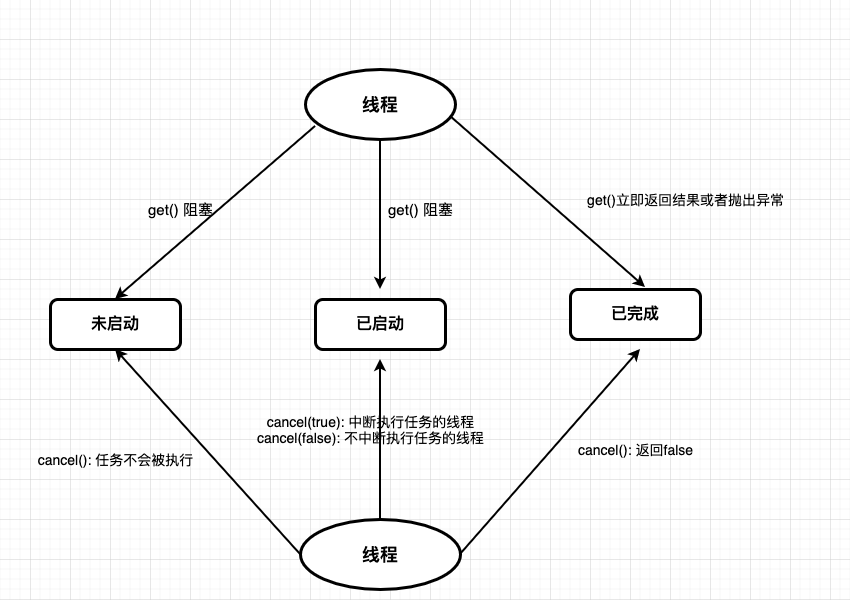 线程
get()立即返回结果或者抛出异常
get() 阻塞
get() 阻塞
未启动
已启动
已完成
cancel(true): 中断执行任务的线程
cancel(false): 不中断执行任务的线程
cancel(): 返回false
cancel(): 任务不会被执行
线程